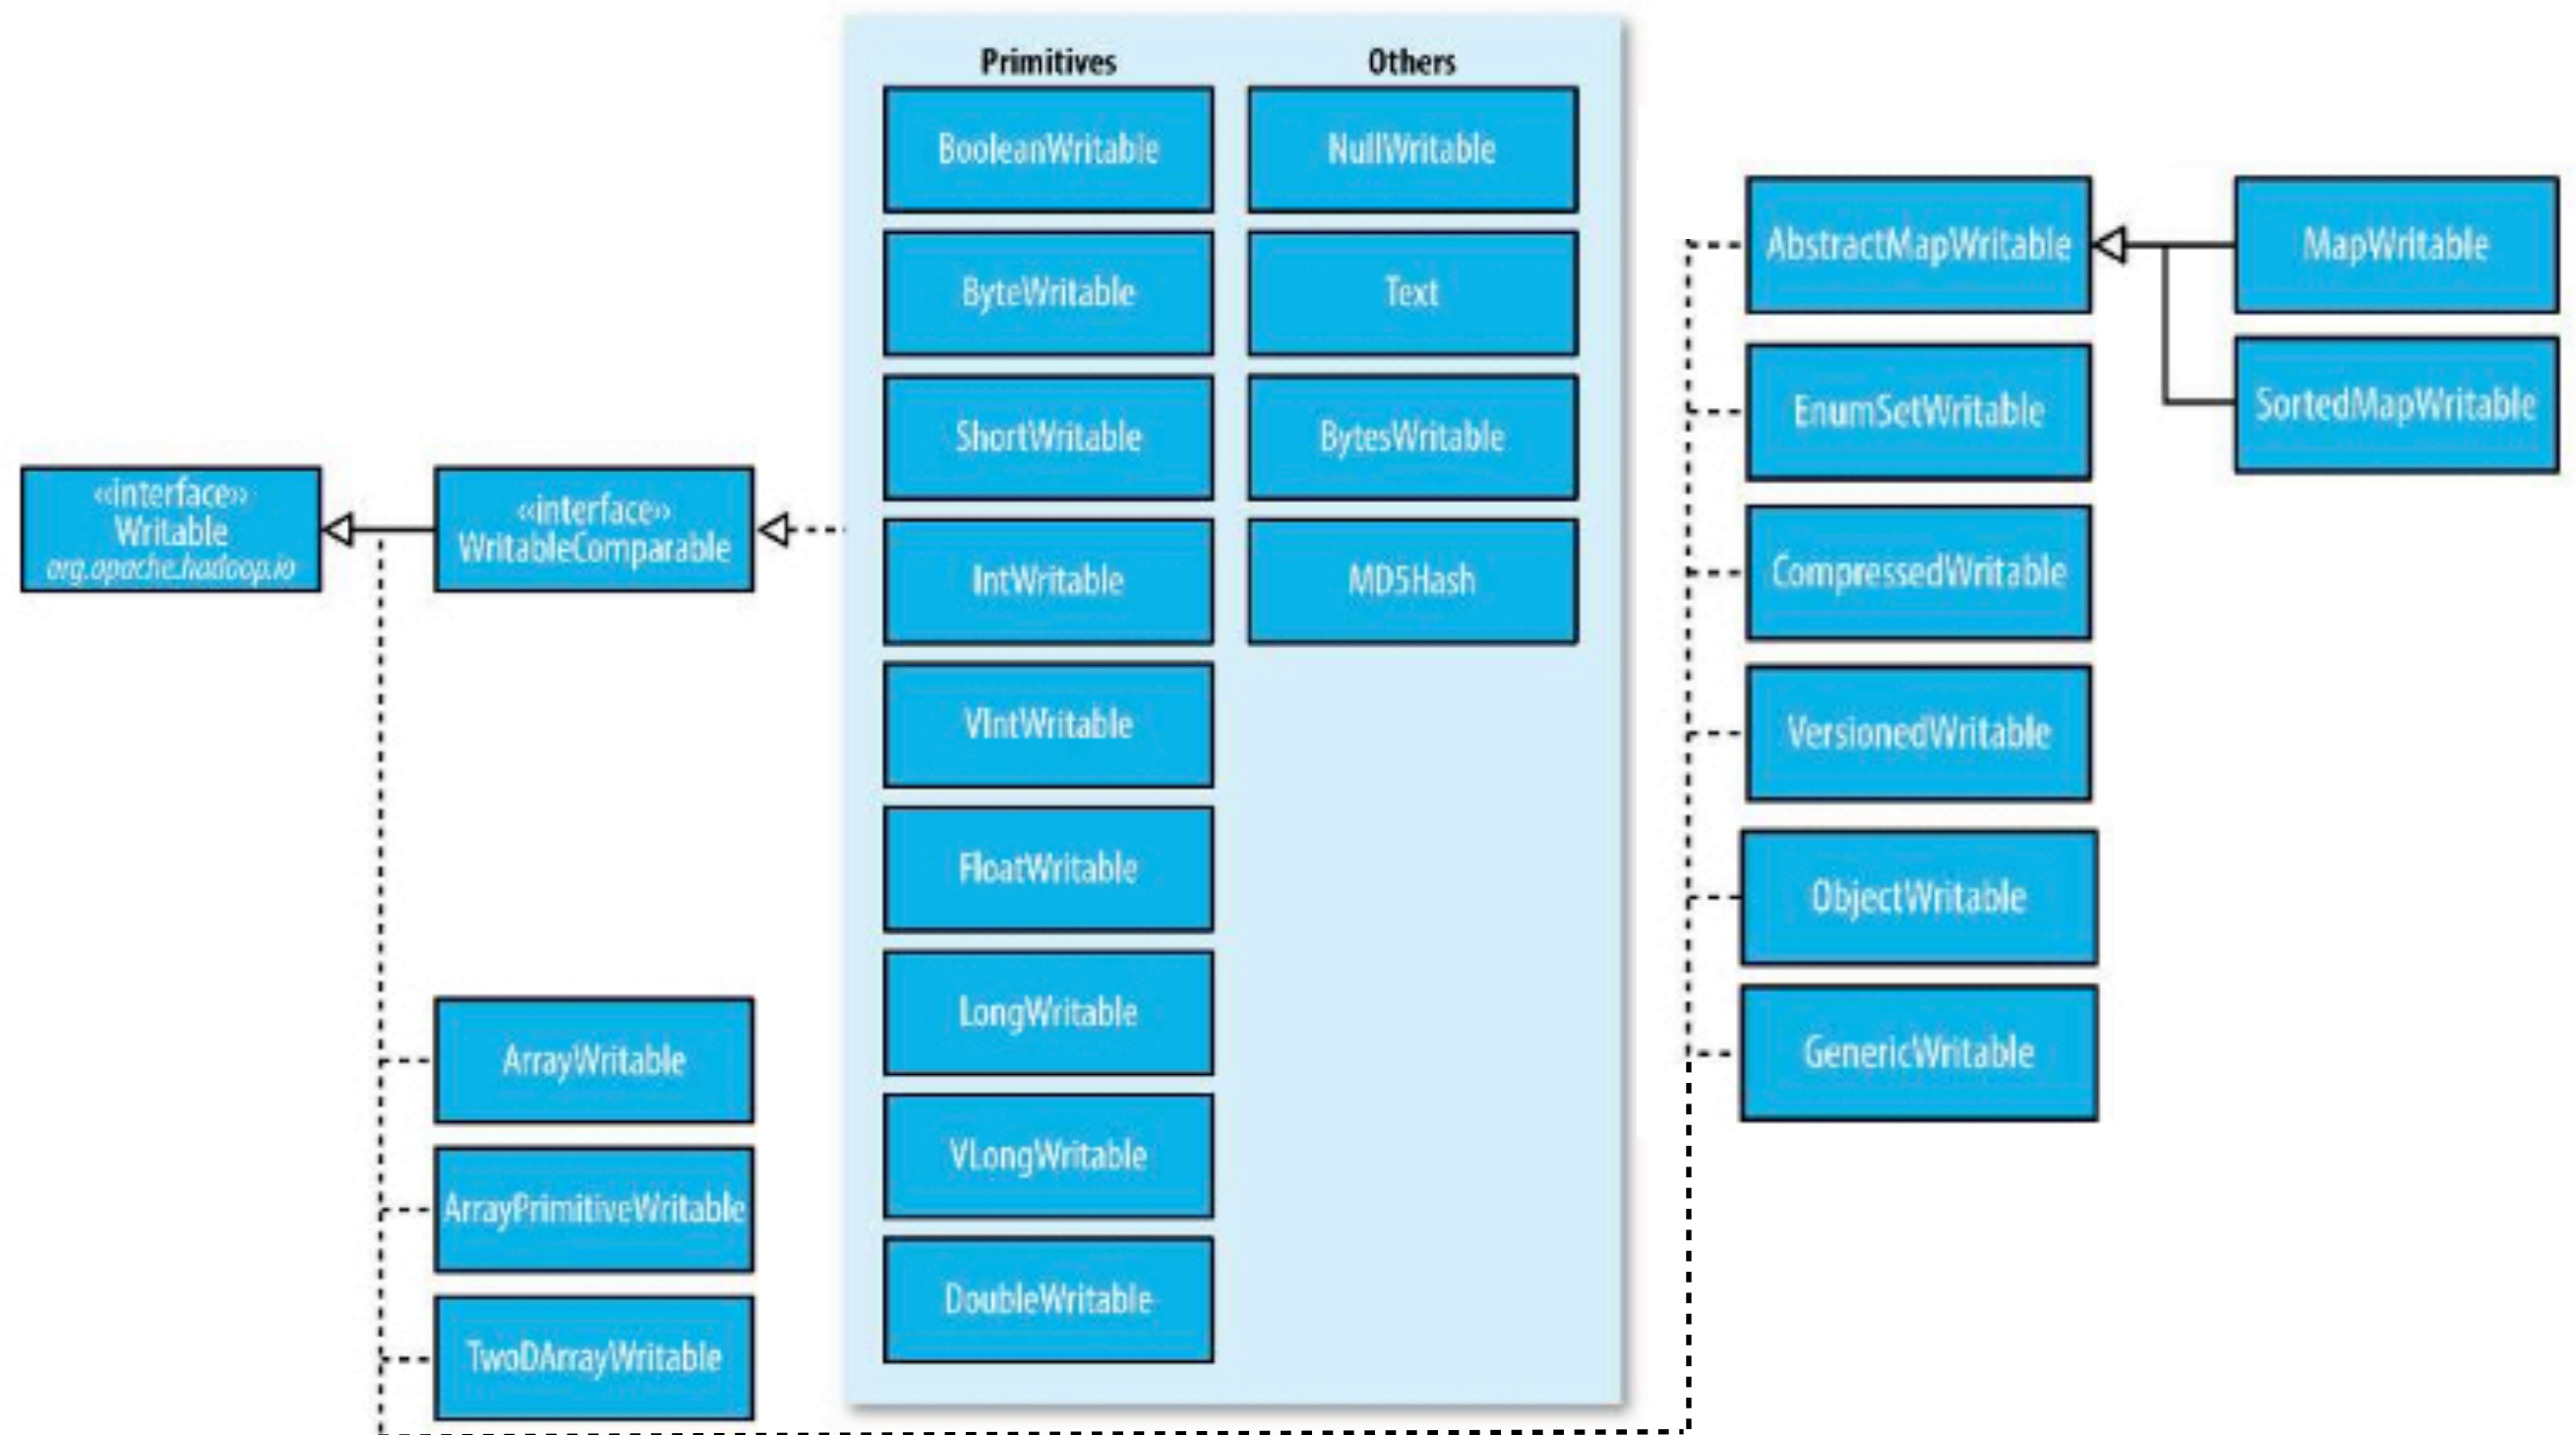 Primitives
Others
BooleanWritable
NullWritable
ByteWritable
Text
ShortWritable
BytesWritable
IntWritable
MD5Hash
VIntWritable
FloatWritable
LongWritable
VLongWritable
DoubleWritable
«interface»
Writable
org.apache.hadoop.io
«interface»
WritableComparable
ArrayWritable
ArrayPrimitiveWritable
TwoDArrayWritable
AbstractMapWritable
MapWritable
EnumSetWritable
SortedMapWritable
CompressedWritable
VersionedWritable
ObjectWritable
GenericWritable